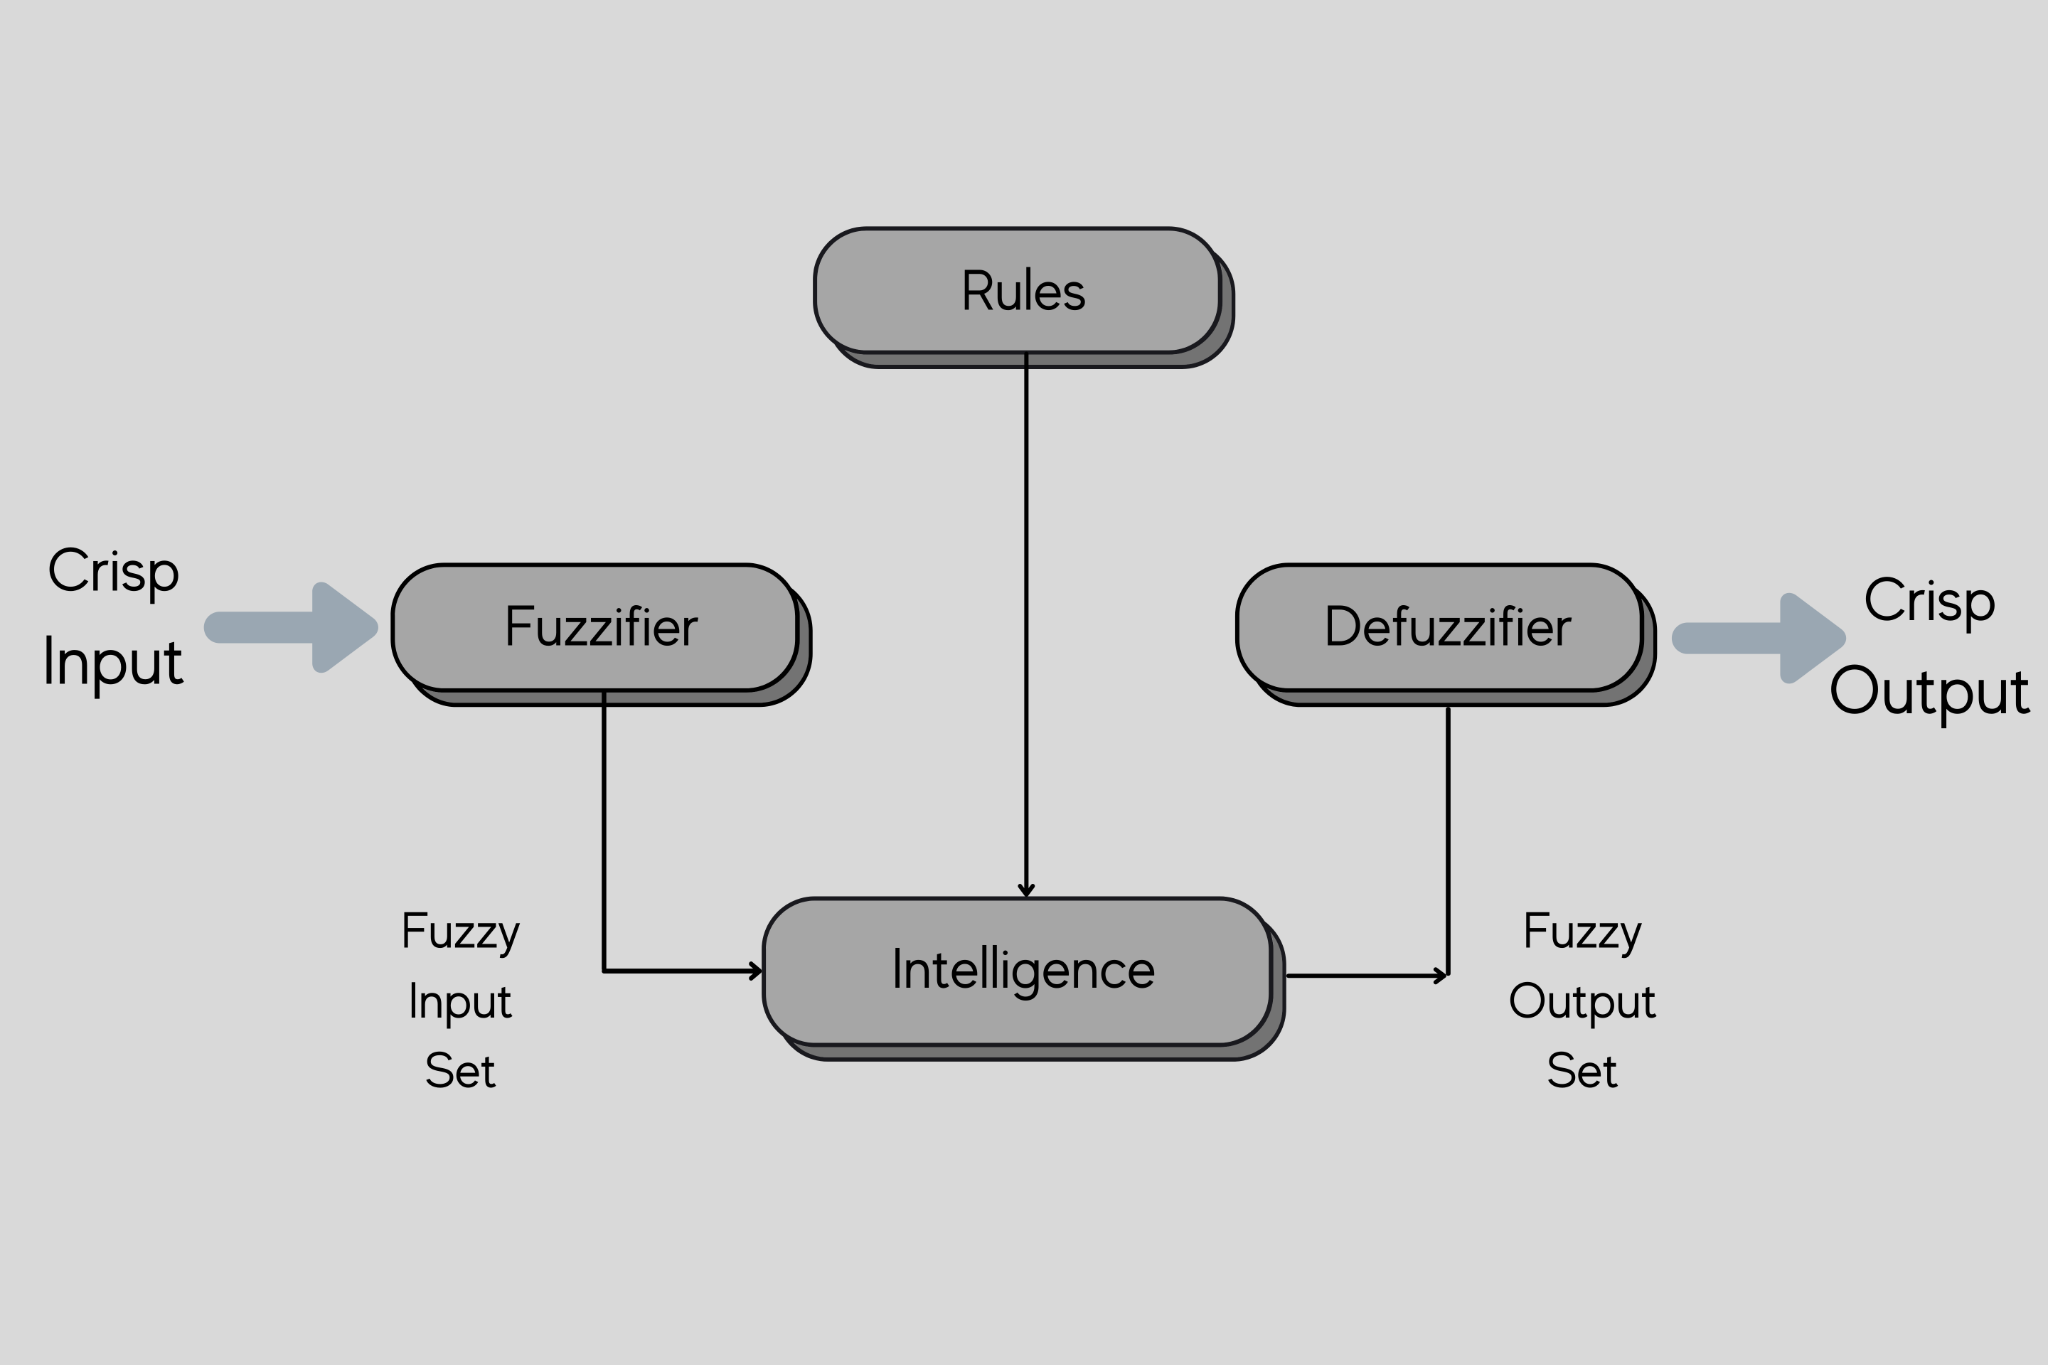 Rules
Crisp
Input
Fuzzifier
Defuzzifier
Crisp
Output
Fuzzy
Input
Set
Intelligence
Fuzzy
Output
Set